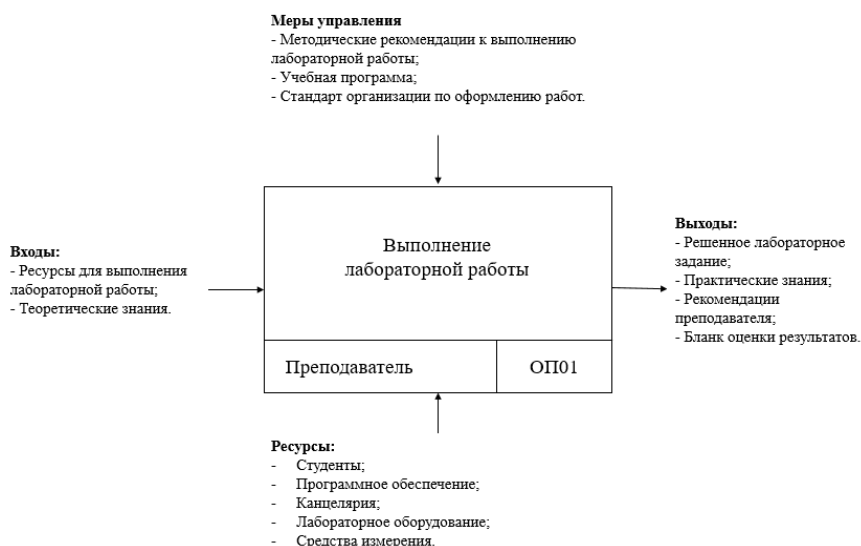 Меры управления
- Методические рекомендации к выполнению
лабораторной работы;
- Учебная программа;
- Стандарт организации по оформлению работ.
Входы:
- Ресурсы для выполнения
лабораторной работы;
- Теоретические знания.
Выполнение
лабораторной работы
Преподаватель
ОП01
Выходы:
- Решенное лабораторное
задание;
- Практические знания;
- Рекомендации
преподавателя;
- Бланк оценки результатов.
Ресурсы:
- Студенты;
- Программное обеспечение;
- Канцелярия;
- Лабораторное оборудование;
- Средства измерения.